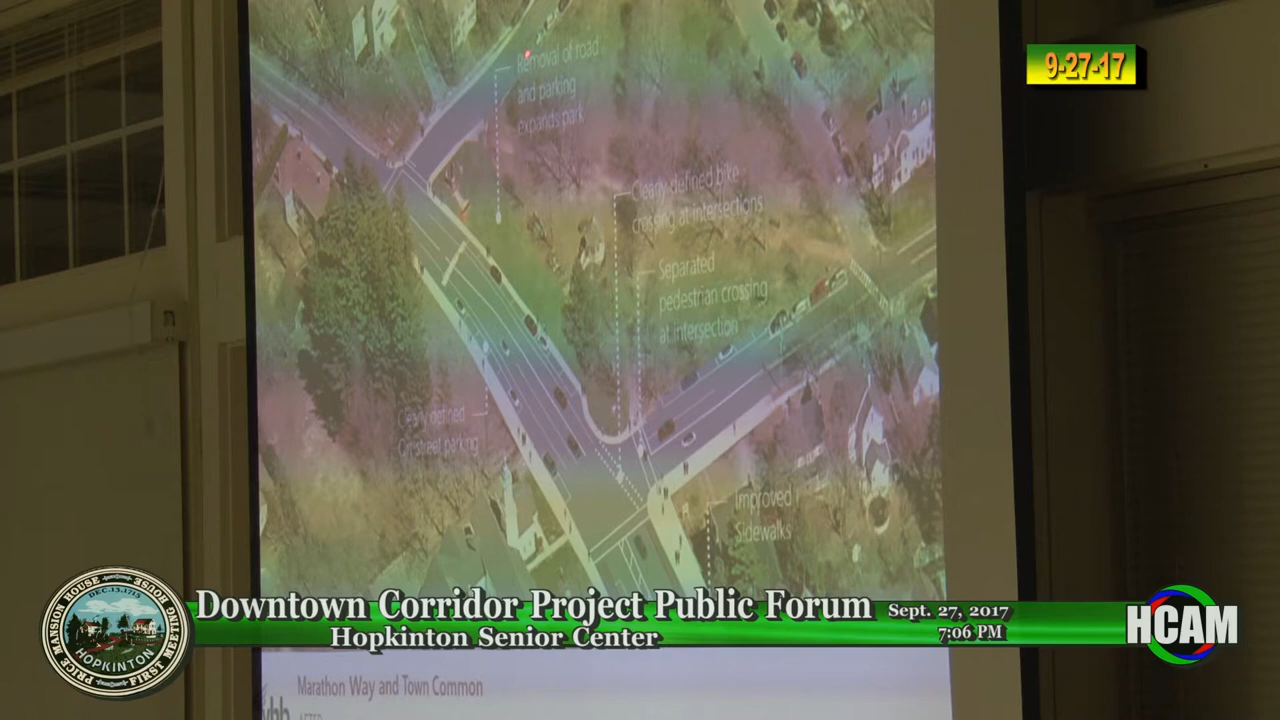 9-27-17
Removal of road
and parking
expands park
Clearly defined bike
crossing at intersections
Separated
pedestrian crossing
at intersection
Clearly defined
On street parking
Improved
Sidewalks
Downtown Corridor Project Public Forum
Sept. 27, 2017
Hopkinton Senior Center
7:06 PM
HCAM
PRICE MANSION HOUSE
HOUSE
FIRST MEETING
DEC.13.1715
HOPKINTON
Marathon Way and Town Common
vhb
AFTER